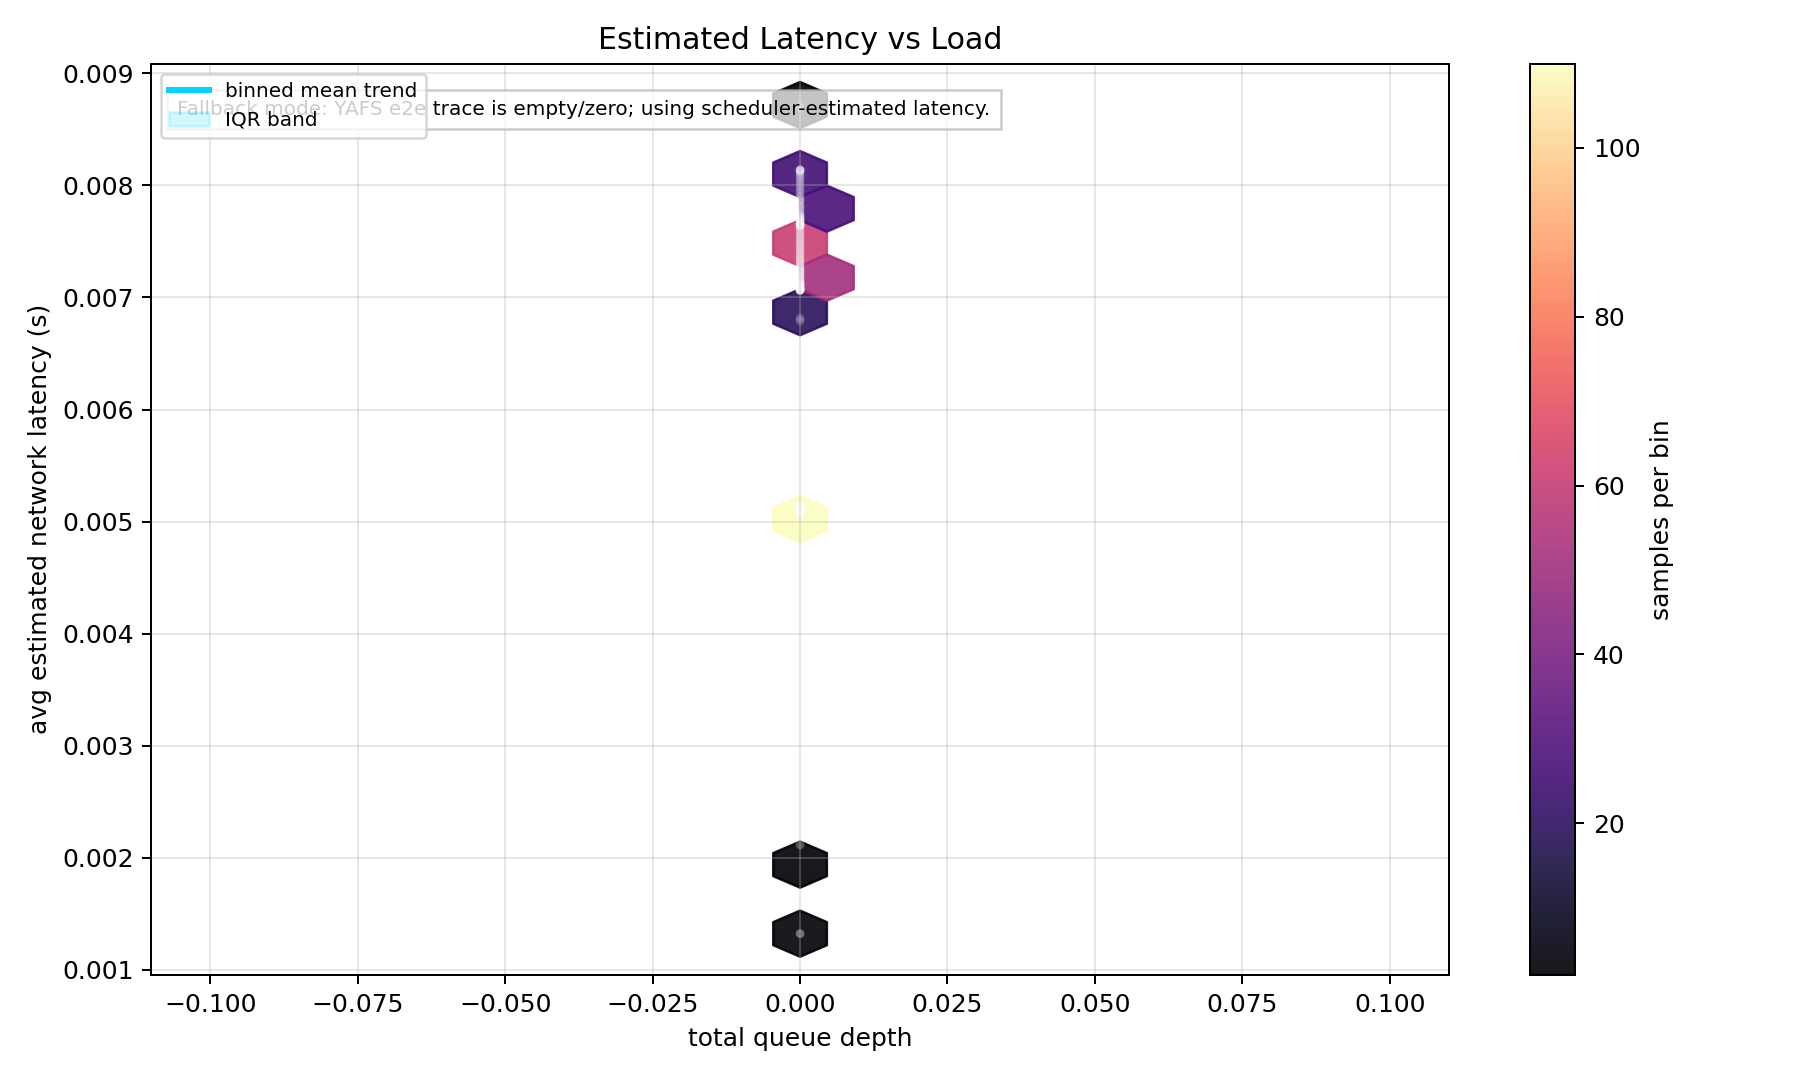 Estimated Latency vs Load
binned mean trend
Fallback mode: YAFS e2e trace is empty/zero; using scheduler-estimated latency.
IQR band
avg estimated network latency (s)
0.009
0.008
0.007
0.006
0.005
0.004
0.003
0.002
0.001
−0.100 −0.075 −0.050 −0.025 0.000 0.025 0.050 0.075 0.100
total queue depth
100
80
60
40
20
samples per bin